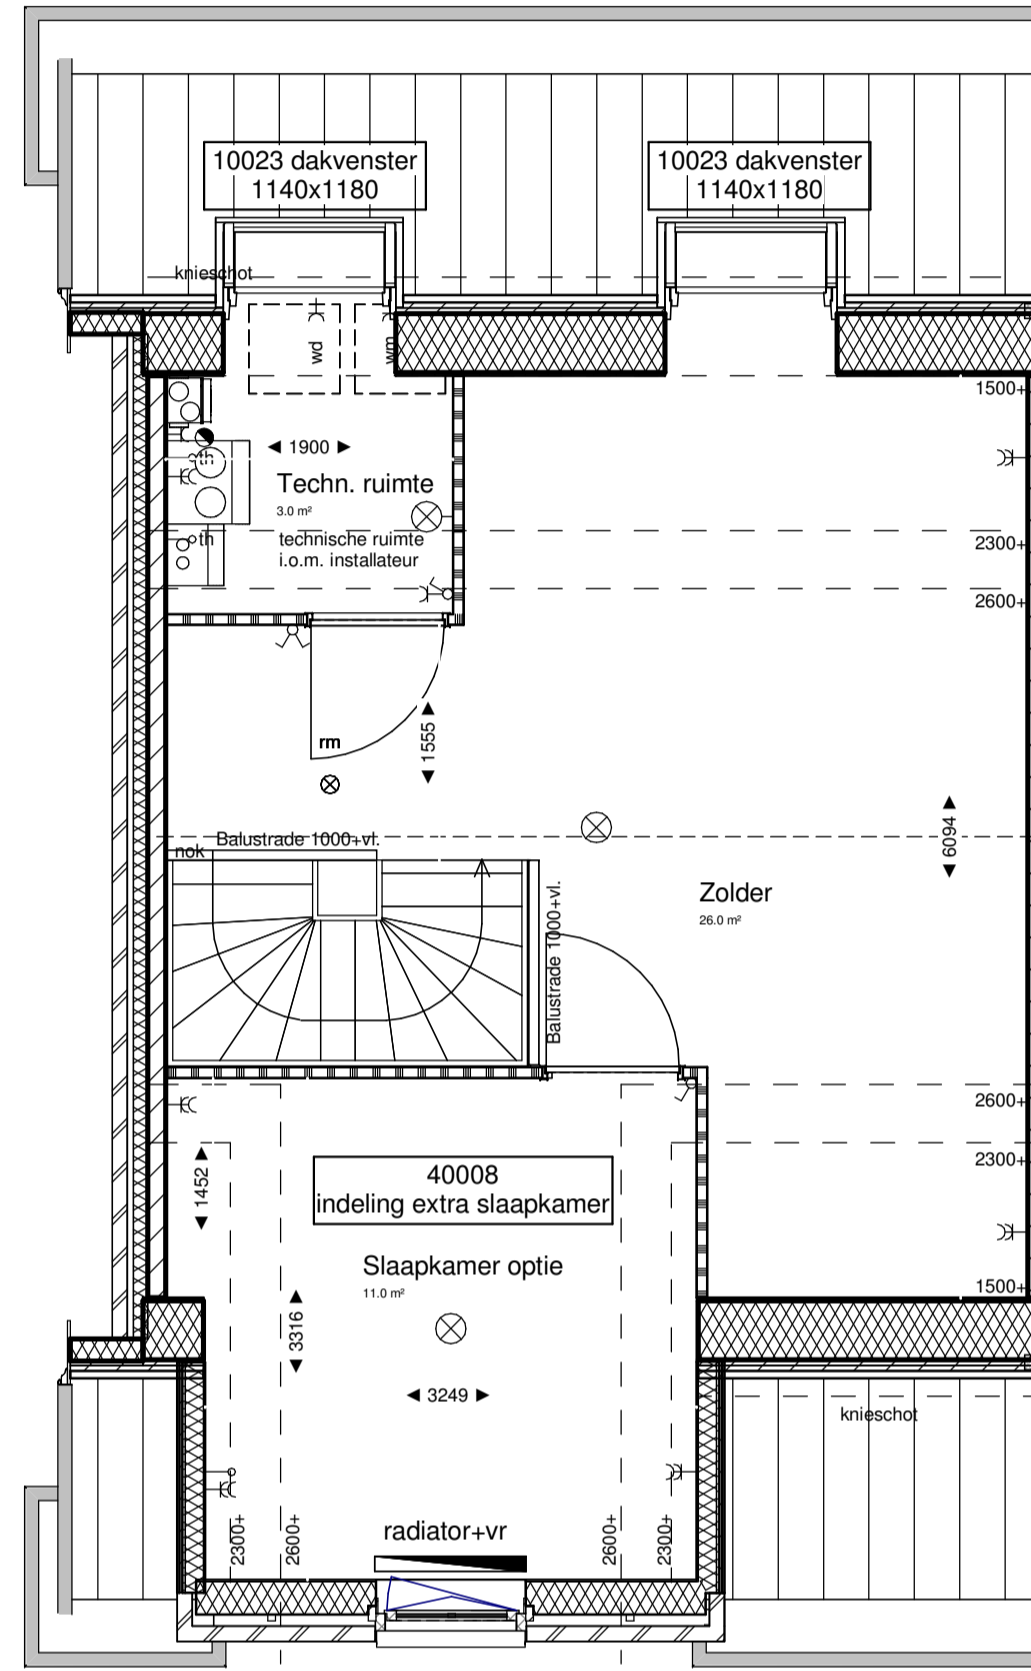 10023 dakvenster
1140x1180
10023 dakvenster
1140x1180
knieschot
wd
wm
1500+
1900
th
Techn. ruimte
3.0 m²
technische ruimte
i.o.m. installateur
th
2300+
2600+
1555
rm
6094
Balustrade 1000+vl.
nok
Zolder
26.0 m²
Balustrade 1000+vl.
2600+
2300+
1500+
1452
40008
indeling extra slaapkamer
Slaapkamer optie
11.0 m²
3316
3249
knieschot
2300+
2600+
radiator+vr
2600+
2300+